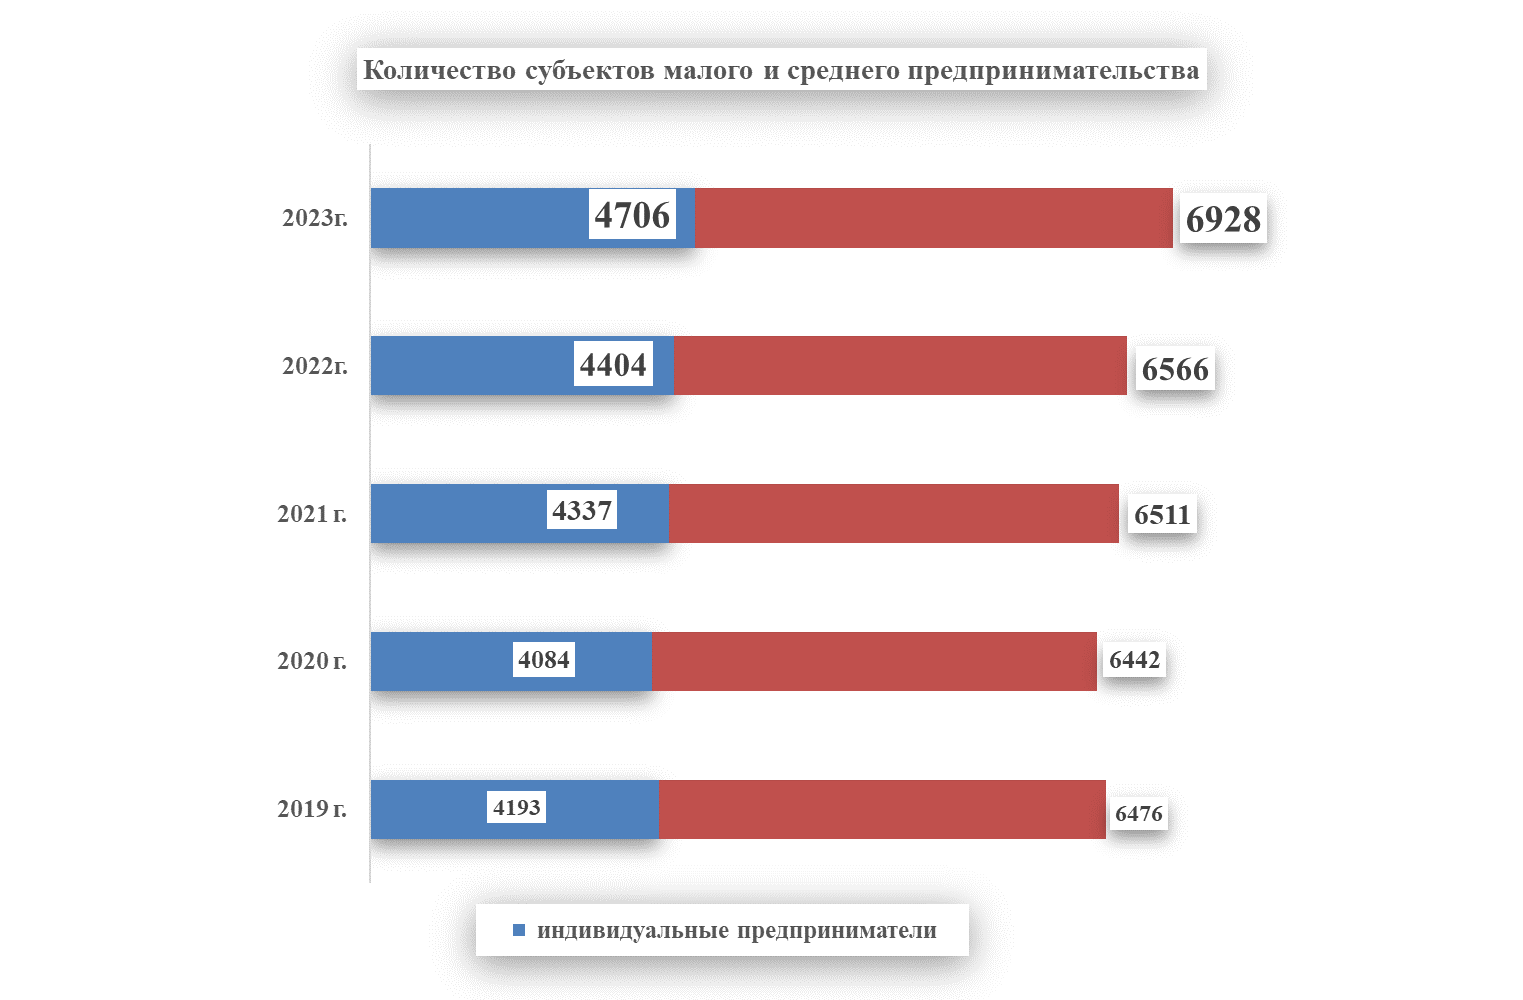 Количество субъектов малого и среднего предпринимательства
2023г.
4706
6928
2022г.
4404
6566
2021 г.
4337
6511
2020 г.
4084
6442
2019 г.
4193
6476
индивидуальные предприниматели